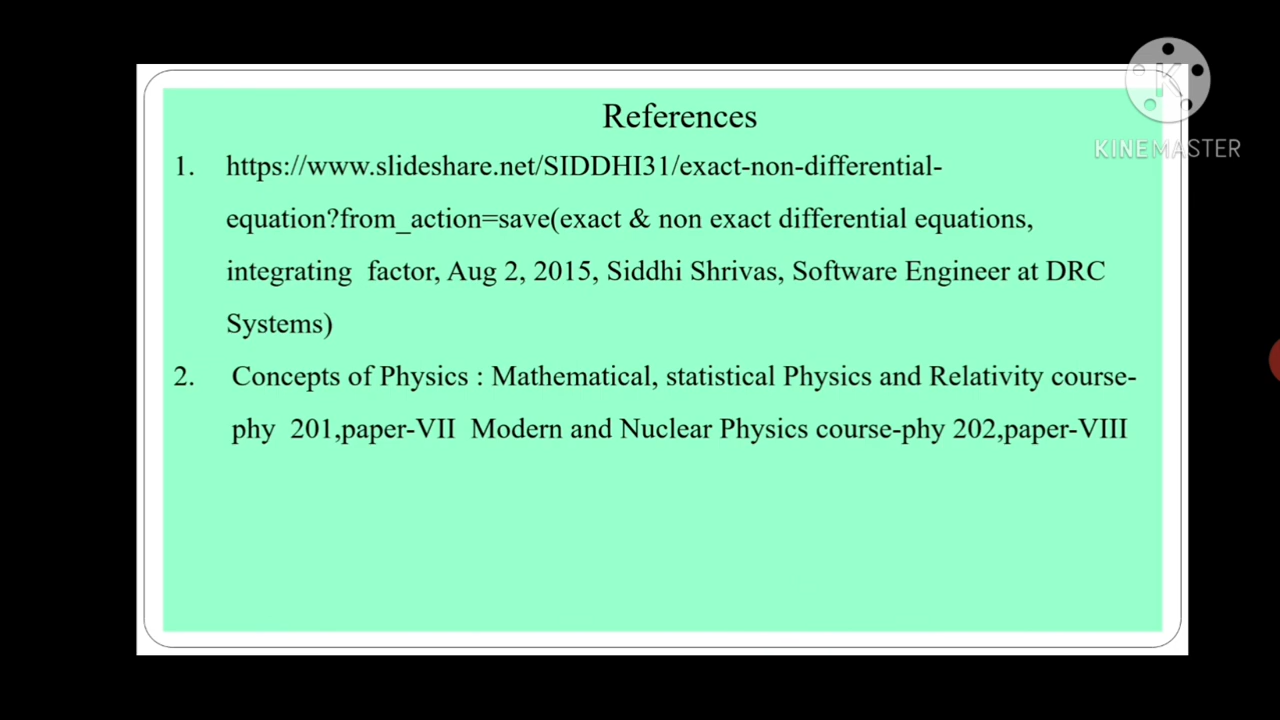 References
1. https://www.slideshare.net/SIDDHI31/exact-non-differential-
equation?from_action=save(exact & non exact differential equations,
integrating factor, Aug 2, 2015, Siddhi Shrivas, Software Engineer at DRC
Systems)
2. Concepts of Physics : Mathematical, statistical Physics and Relativity course-
phy 201,paper-VII Modern and Nuclear Physics course-phy 202,paper-VIII
K
KINEMASTER